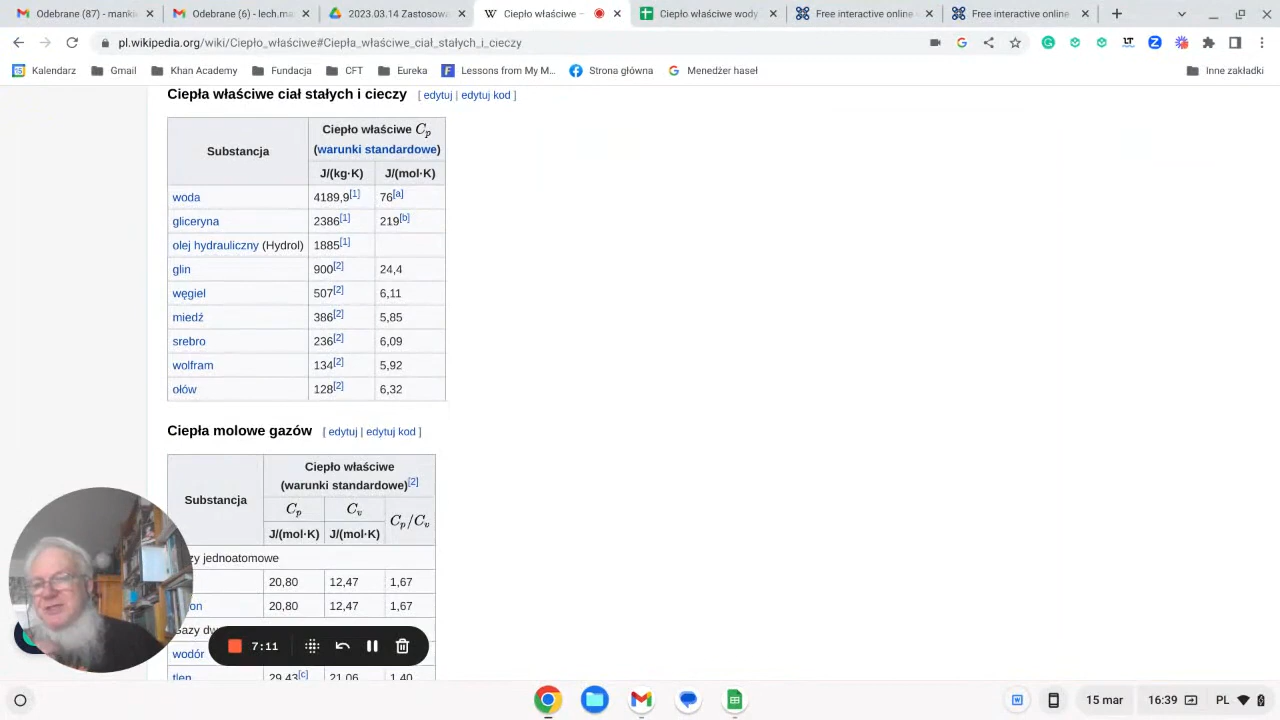 Odebrane (87) - manki
Odebrane (6) - lech.ma
2023.03.14 Zastosowa
Ciepło właściwe –
Ciepło właściwe wody
Free interactive online
Free interactive online
pl.wikipedia.org/wiki/Ciepło_właściwe#Ciepła_właściwe_ciał_stałych_i_cieczy
Kalendarz
Gmail
Khan Academy
Fundacja
CFT
Eureka
Lessons from My M...
Strona główna
Menedżer haseł
Inne zakładki
Ciepła właściwe ciał stałych i cieczy [ edytuj | edytuj kod ]
Substancja
Ciepło właściwe Cp
(warunki standardowe)
J/(kg·K) J/(mol·K)
woda 4189,9[1] 76[a]
gliceryna 2386[1] 219[b]
olej hydrauliczny (Hydrol) 1885[1]
glin 900[2] 24,4
węgiel 507[2] 6,11
miedź 386[2] 5,85
srebro 236[2] 6,09
wolfram 134[2] 5,92
ołów 128[2] 6,32
Ciepła molowe gazów [ edytuj | edytuj kod ]
Substancja
Ciepło właściwe
(warunki standardowe)[2]
Cp Cv Cp/Cv
J/(mol·K) J/(mol·K)
zy jednoatomowe
20,80 12,47 1,67
on 20,80 12,47 1,67
Gazy dw
7:11
wodór
tlen 29,43[c] 21,06 1,40
15 mar
16:39
PL